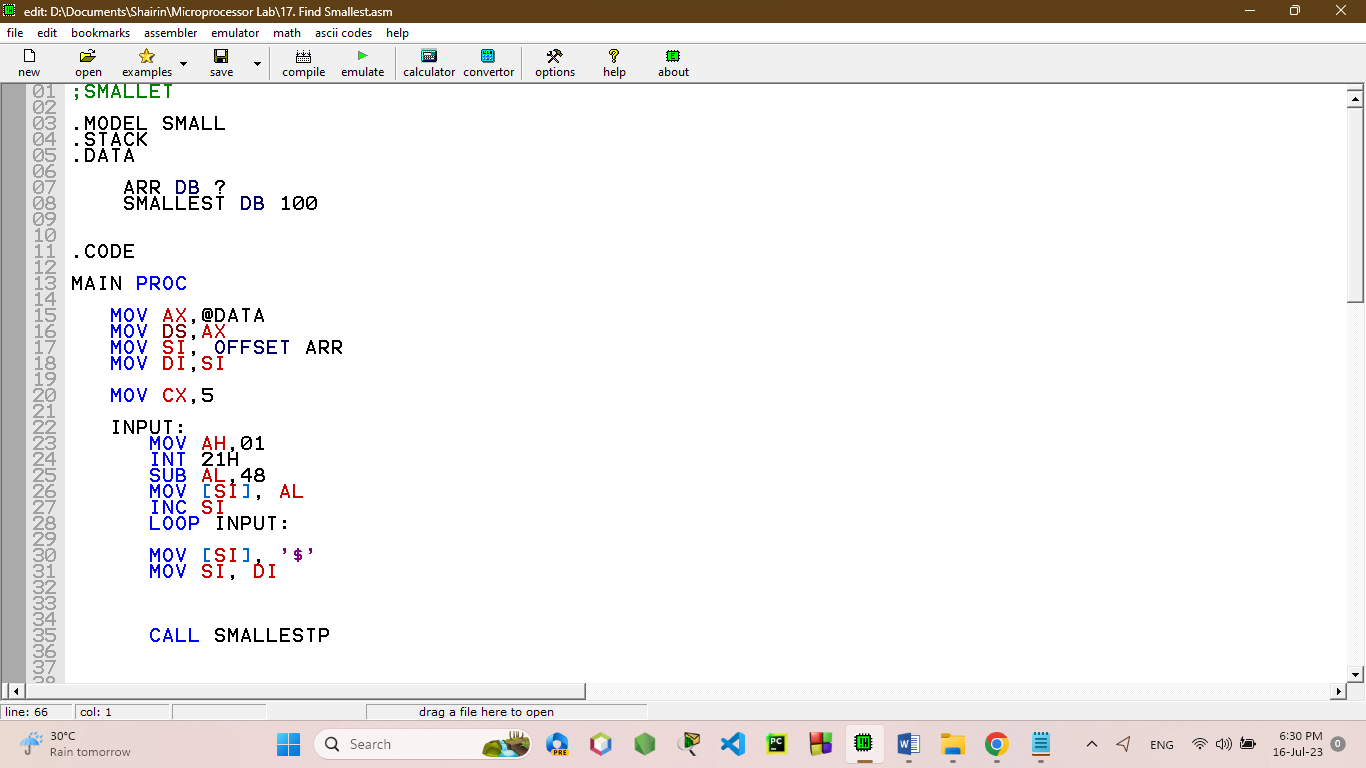 edit: D:\Documents\Shairin\Microprocessor Lab\17. Find Smallest.asm
file edit bookmarks assembler emulator math ascii codes help
new open examples save compile emulate calculator convertor options help about
01 ;SMALLET
02
03 .MODEL SMALL
04 .STACK
05 .DATA
06
07 ARR DB ?
08 SMALLEST DB 100
09
10
11 .CODE
12
13 MAIN PROC
14
15 MOV AX,@DATA
16 MOV DS,AX
17 MOV SI, OFFSET ARR
18 MOV DI,SI
19
20 MOV CX,5
21
22 INPUT:
23 MOV AH,01
24 INT 21H
25 SUB AL,48
26 MOV [SI], AL
27 INC SI
28 LOOP INPUT:
29
30 MOV [SI], '$'
31 MOV SI, DI
32
33
34
35 CALL SMALLESTP
36
37
38
line: 66 col: 1 drag a file here to open
30°C
Rain tomorrow
Search
PRE
PC
ENG
6:30 PM
16-Jul-23
0